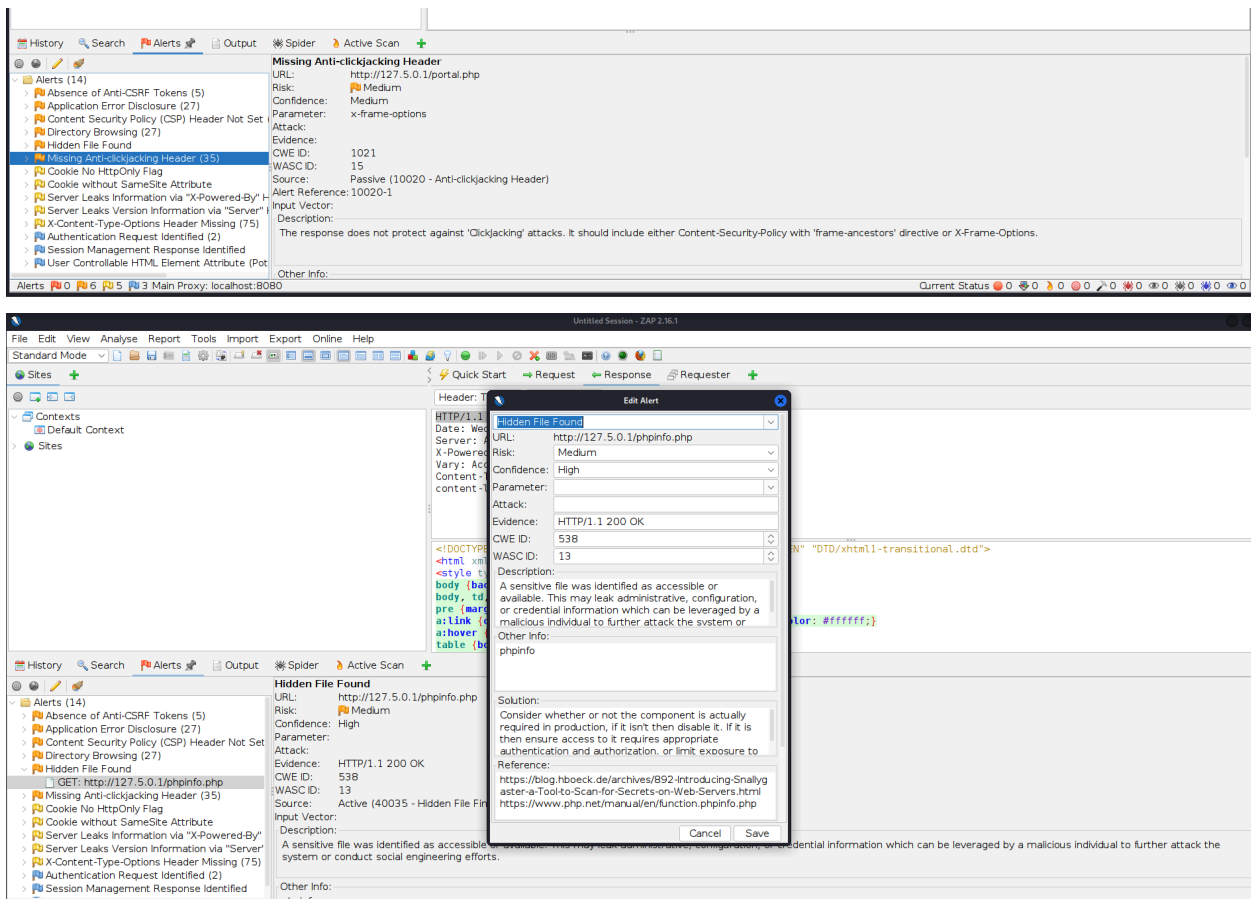 History Search Alerts Output Spider Active Scan
Missing Anti-clickjacking Header
Alerts (14)
Absence of Anti-CSRF Tokens (5)
Application Error Disclosure (27)
Content Security Policy (CSP) Header Not Set
Directory Browsing (27)
Hidden File Found
Missing Anti-clickjacking Header (35)
Cookie No HttpOnly Flag
Cookie without SameSite Attribute
Server Leaks Information via "X-Powered-By" H
Server Leaks Version Information via "Server"
X-Content-Type-Options Header Missing (75)
Authentication Request Identified (2)
Session Management Response Identified
User Controllable HTML Element Attribute (Pot
URL: http://127.5.0.1/portal.php
Risk: Medium
Confidence: Medium
Parameter: x-frame-options
Attack:
Evidence:
CWE ID: 1021
WASC ID: 15
Source: Passive (10020 - Anti-clickjacking Header)
Alert Reference: 10020-1
Input Vector:
Description:
The response does not protect against 'Clickjacking' attacks. It should include either Content-Security-Policy with 'frame-ancestors' directive or X-Frame-Options.
Other Info:
Alerts 0 6 5 3 Main Proxy: localhost:8080 Current Status 0 0 0 0 0 0 0 0 0 0
Untitled Session - ZAP 2.16.1
File Edit View Analyse Report Tools Import Export Online Help
Standard Mode
Sites Quick Start Request Response Requester
Contexts
Default Context
Sites
Header: T
HTTP/1.1
Date: Wed
Server: A
X-Powered
Vary: Acc
Content-T
content-l
<!DOCTYPE EN" "DTD/xhtml1-transitional.dtd">
<html xml
<style ty
body {bac
body, td,
pre {marg
a:link {c lor: #ffffff;}
a:hover {
table {bo
Edit Alert
Hidden File Found
URL: http://127.5.0.1/phpinfo.php
Risk: Medium
Confidence: High
Parameter:
Attack:
Evidence: HTTP/1.1 200 OK
CWE ID: 538
WASC ID: 13
Description:
A sensitive file was identified as accessible or
available. This may leak administrative, configuration,
or credential information which can be leveraged by a
malicious individual to further attack the system or
Other Info:
phpinfo
Solution:
Consider whether or not the component is actually
required in production, if it isn't then disable it. If it is
then ensure access to it requires appropriate
authentication and authorization, or limit exposure to
Reference:
https://blog.hboeck.de/archives/892-Introducing-Snallyg
aster-a-Tool-to-Scan-for-Secrets-on-Web-Servers.html
https://www.php.net/manual/en/function.phpinfo.php
Cancel Save
History Search Alerts Output Spider Active Scan
Alerts (14)
Absence of Anti-CSRF Tokens (5)
Application Error Disclosure (27)
Content Security Policy (CSP) Header Not Set
Directory Browsing (27)
Hidden File Found
GET: http://127.5.0.1/phpinfo.php
Missing Anti-clickjacking Header (35)
Cookie No HttpOnly Flag
Cookie without SameSite Attribute
Server Leaks Information via "X-Powered-By"
Server Leaks Version Information via "Server"
X-Content-Type-Options Header Missing (75)
Authentication Request Identified (2)
Session Management Response Identified
Hidden File Found
URL: http://127.5.0.1/phpinfo.php
Risk: Medium
Confidence: High
Parameter:
Attack:
Evidence: HTTP/1.1 200 OK
CWE ID: 538
WASC ID: 13
Source: Active (40035 - Hidden File Fin
Input Vector:
Description:
A sensitive file was identified as accessible or available. This may leak administrative, configuration, or credential information which can be leveraged by a malicious individual to further attack the
system or conduct social engineering efforts.
Other Info: